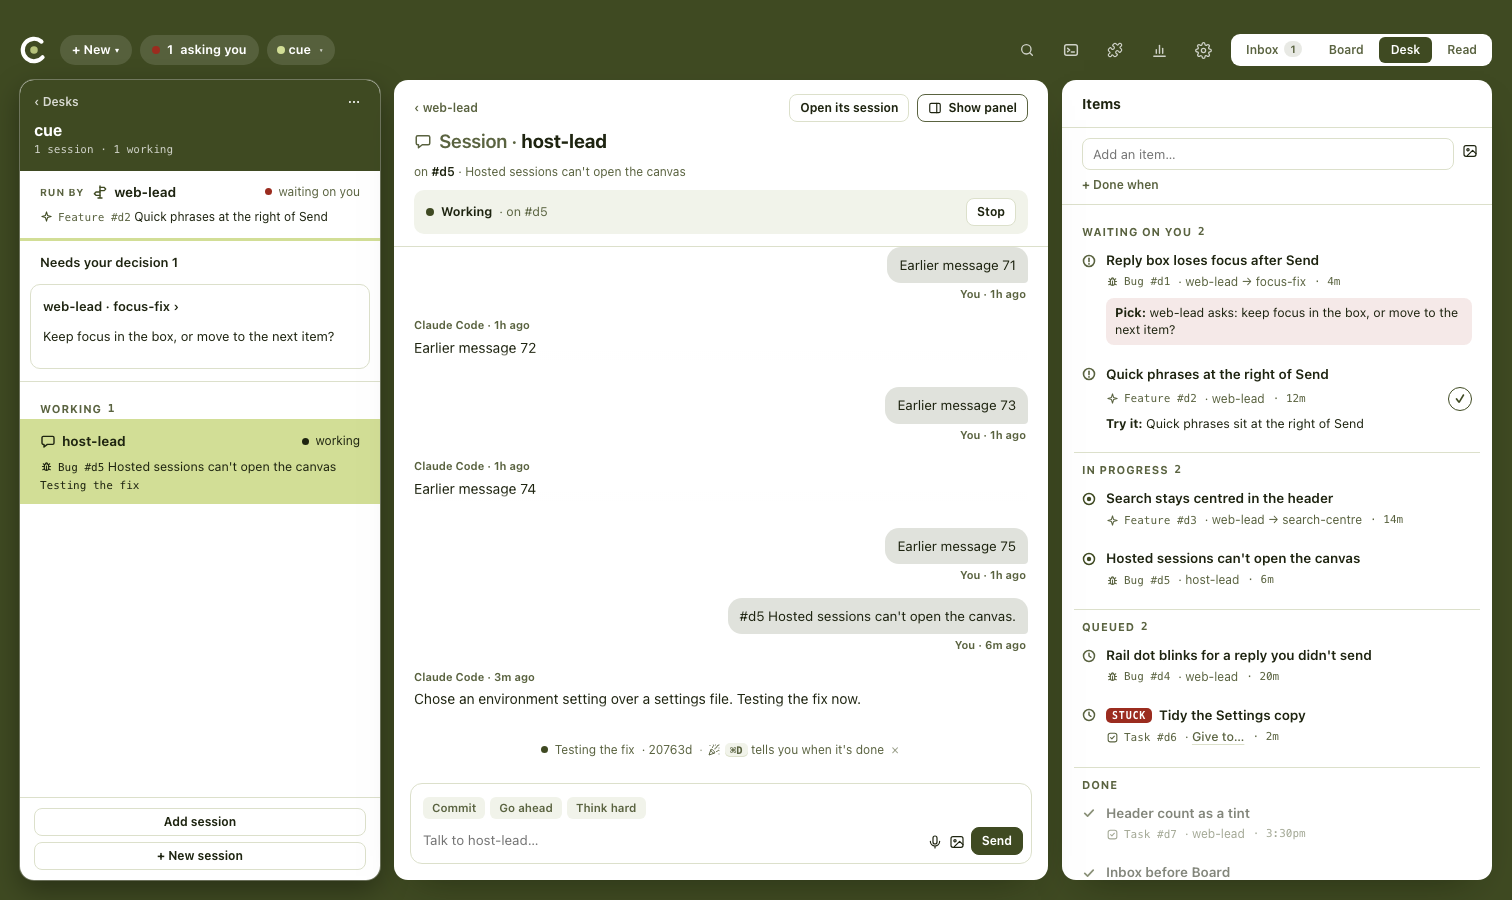 + New ▾
1 asking you
cue ·
Inbox 1
Board
Desk
Read
‹ Desks
···
cue
1 session · 1 working
RUN BY web-lead
waiting on you
Feature #d2 Quick phrases at the right of Send
Needs your decision 1
web-lead · focus-fix ›
Keep focus in the box, or move to the next item?
WORKING 1
host-lead
working
Bug #d5 Hosted sessions can't open the canvas
Testing the fix
Add session
+ New session
‹ web-lead
Open its session
Show panel
Session · host-lead
on #d5 · Hosted sessions can't open the canvas
Working · on #d5
Stop
Earlier message 71
You · 1h ago
Claude Code · 1h ago
Earlier message 72
Earlier message 73
You · 1h ago
Claude Code · 1h ago
Earlier message 74
Earlier message 75
You · 1h ago
#d5 Hosted sessions can't open the canvas.
You · 6m ago
Claude Code · 3m ago
Chose an environment setting over a settings file. Testing the fix now.
Testing the fix · 20763d · ⌘D tells you when it's done ×
Commit
Go ahead
Think hard
Talk to host-lead...
Send
Items
Add an item...
+ Done when
WAITING ON YOU 2
Reply box loses focus after Send
Bug #d1 · web-lead → focus-fix · 4m
Pick: web-lead asks: keep focus in the box, or move to the
next item?
Quick phrases at the right of Send
Feature #d2 · web-lead · 12m
Try it: Quick phrases sit at the right of Send
IN PROGRESS 2
Search stays centred in the header
Feature #d3 · web-lead → search-centre · 14m
Hosted sessions can't open the canvas
Bug #d5 · host-lead · 6m
QUEUED 2
Rail dot blinks for a reply you didn't send
Bug #d4 · web-lead · 20m
STUCK Tidy the Settings copy
Task #d6 · Give to... · 2m
DONE
Header count as a tint
Task #d7 · web-lead · 3:30pm
Inbox before Board